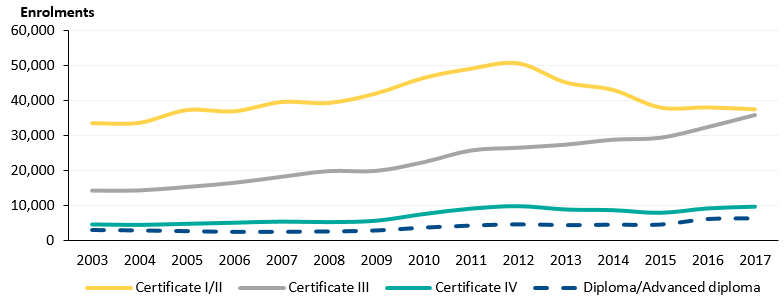 Enrolments
60,000
50,000
40,000
30,000
20,000
10,000
0
2003 2004 2005 2006 2007 2008 2009 2010 2011 2012 2013 2014 2015 2016 2017
Certificate I/II Certificate III Certificate IV Diploma/Advanced diploma